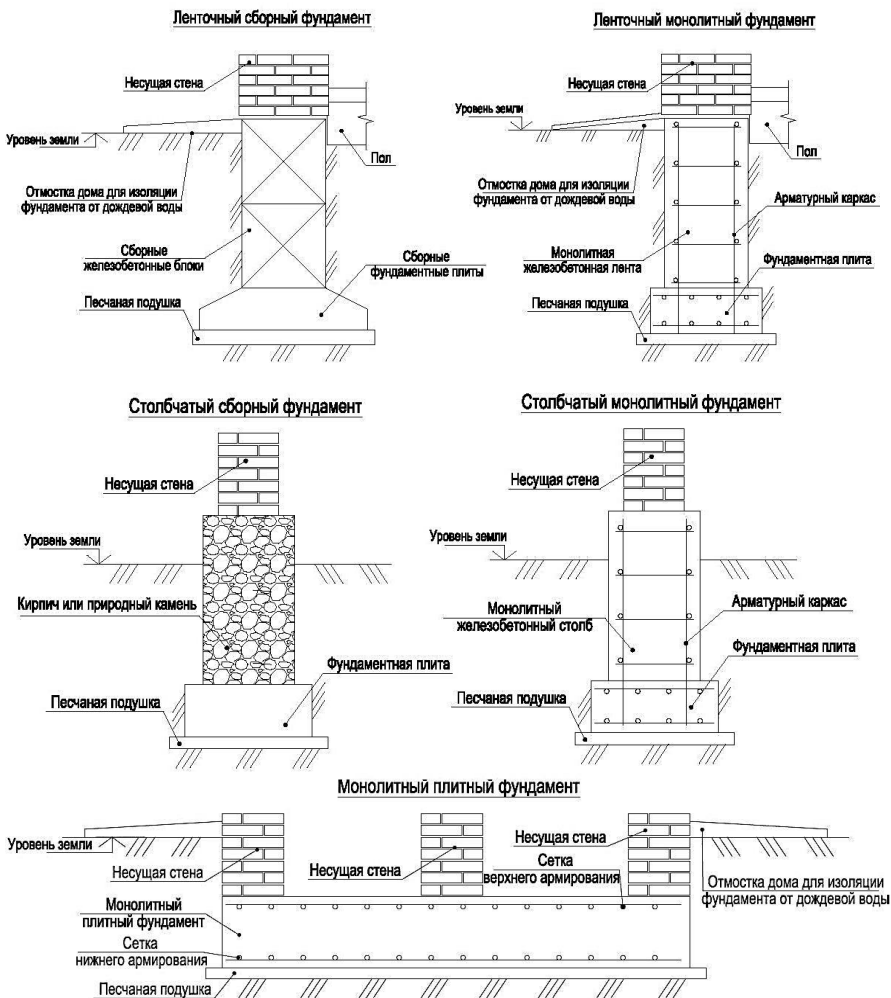 Ленточный сборный фундамент
Несущая стена
Уровень земли
Пол
Отмостка дома для изоляции
фундамента от дождевой воды
Сборные
железобетонные блоки
Сборные
фундаментные плиты
Песчаная подушка
Ленточный монолитный фундамент
Несущая стена
Уровень земли
Пол
Отмостка дома для изоляции
фундамента от дождевой воды
Арматурный каркас
Монолитная
железобетонная лента
Фундаментная плита
Песчаная подушка
Столбчатый сборный фундамент
Несущая стена
Уровень земли
Кирпич или природный камень
Фундаментная плита
Песчаная подушка
Столбчатый монолитный фундамент
Несущая стена
Уровень земли
Монолитный
железобетонный столб
Арматурный каркас
Фундаментная плита
Песчаная подушка
Монолитный плитный фундамент
Уровень земли
Несущая стена
Несущая стена
Несущая стена
Сетка
верхнего армирования
Отмостка дома для изоляции
фундамента от дождевой воды
Монолитный
плитный фундамент
Сетка
нижнего армирования
Песчаная подушка